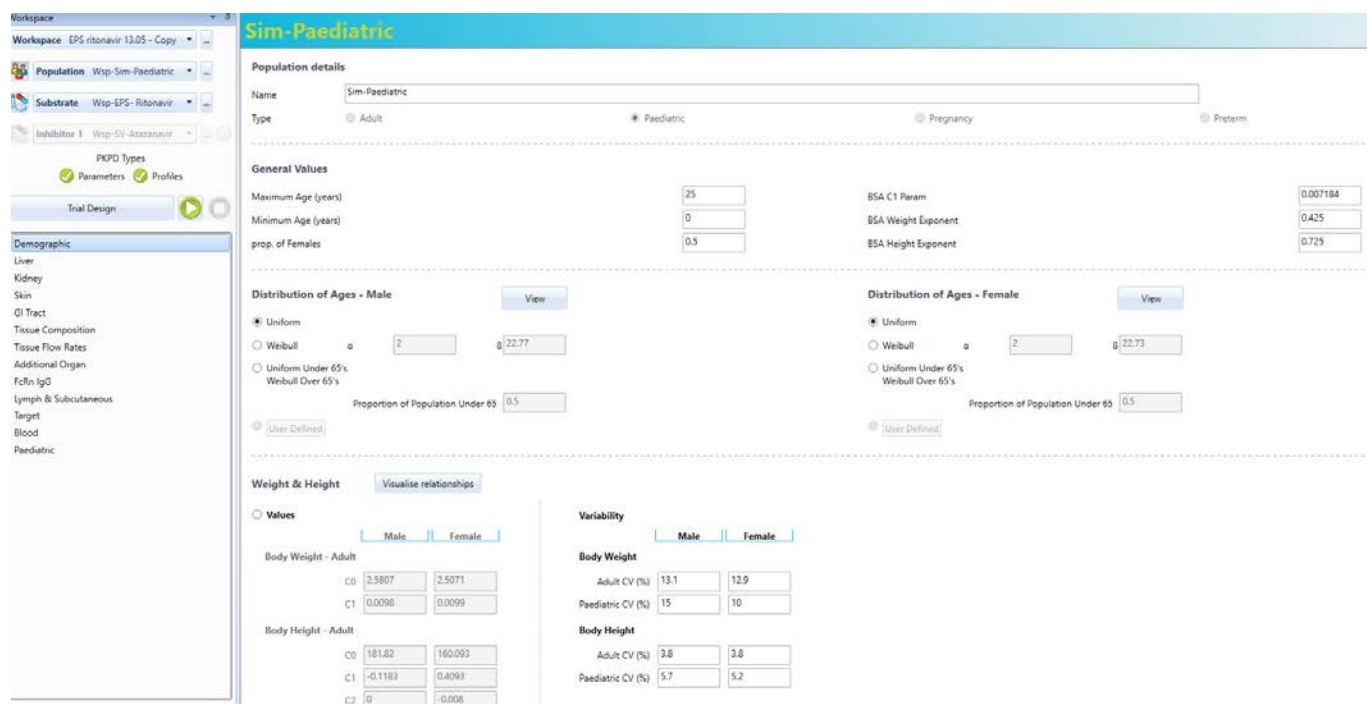 Workspace
Workspace EPS ritonavir 13.05 - Copy ...
Population Wsp-Sim-Paediatric ...
Substrate Wsp-EPS- Ritonavir ...
Inhibitor 1 Wsp-SV-Atazanavir ...
PKPD Types
Parameters Profiles
Trial Design
Demographic
Liver
Kidney
Skin
GI Tract
Tissue Composition
Tissue Flow Rates
Additional Organ
FcRn IgG
Lymph & Subcutaneous
Target
Blood
Paediatric
Sim-Paediatric
Population details
Name Sim-Paediatric
Type Adult Paediatric Pregnancy Preterm
General Values
Maximum Age (years) 25 BSA C1 Param 0.007184
Minimum Age (years) 0 BSA Weight Exponent 0.425
prop. of Females 0.5 BSA Height Exponent 0.725
Distribution of Ages - Male View Distribution of Ages - Female View
Uniform Uniform
Weibull α 2 β 22.77 Weibull α 2 β 22.73
Uniform Under 65's Uniform Under 65's
Weibull Over 65's Weibull Over 65's
Proportion of Population Under 65 0.5 Proportion of Population Under 65 0.5
User Defined User Defined
Weight & Height Visualise relationships
Values Variability
Male Female Male Female
Body Weight - Adult Body Weight
C0 2.5807 2.5071 Adult CV (%) 13.1 12.9
C1 0.0098 0.0099 Paediatric CV (%) 15 10
Body Height - Adult Body Height
C0 181.82 160.093 Adult CV (%) 3.8 3.8
C1 -0.1183 0.4093 Paediatric CV (%) 5.7 5.2
C2 0 -0.008